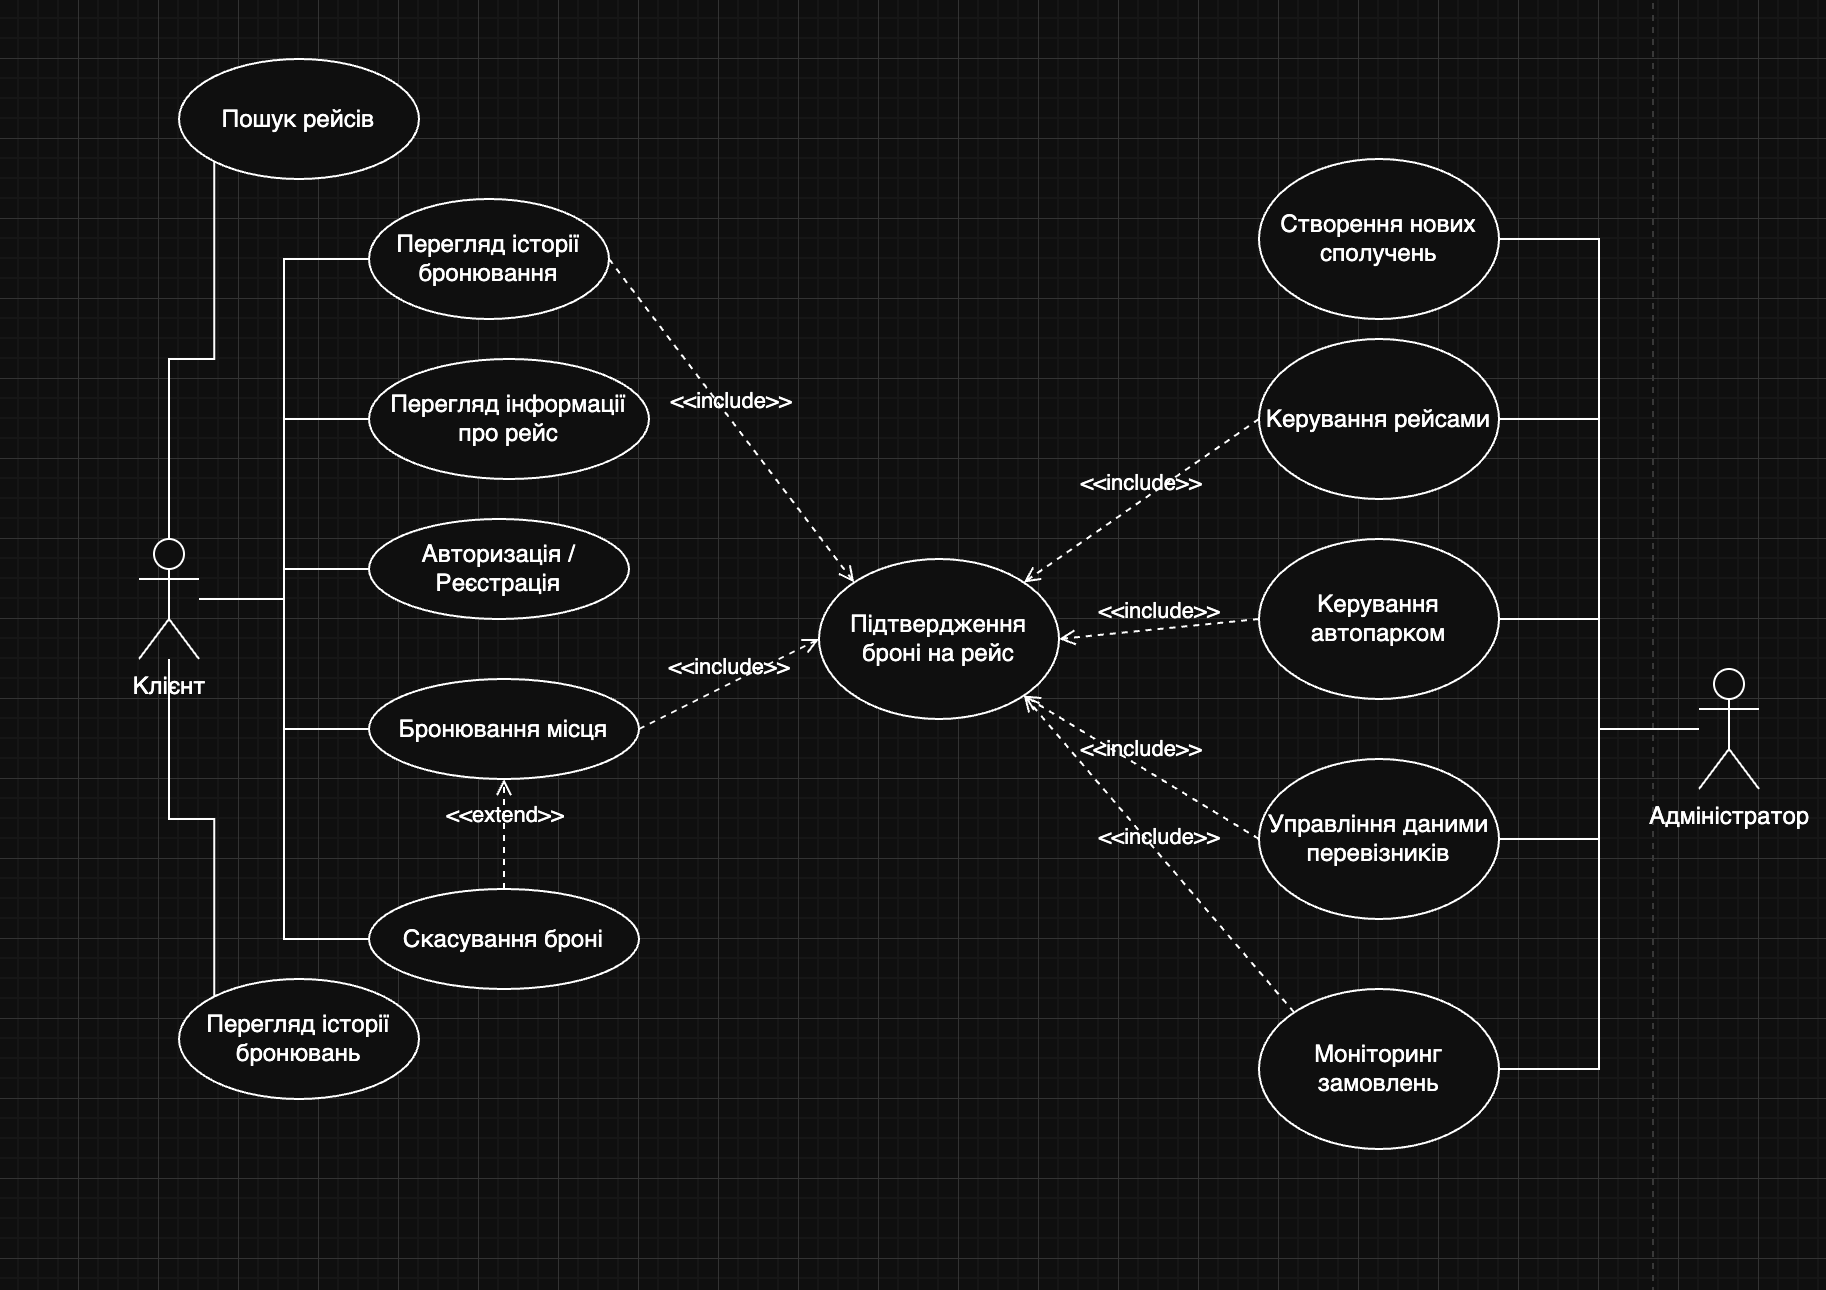 Пошук рейсів
Перегляд історії
бронювання
Перегляд інформації
про рейс
Авторизація /
Реєстрація
Клієнт
Бронювання місця
<<extend>>
Скасування броні
Перегляд історії
бронювань
<<include>>
<<include>>
Підтвердження
броні на рейс
<<include>>
<<include>>
<<include>>
<<include>>
Створення нових
сполучень
Керування рейсами
Керування
автопарком
Управління даними
перевізників
Моніторинг
замовлень
Адміністратор